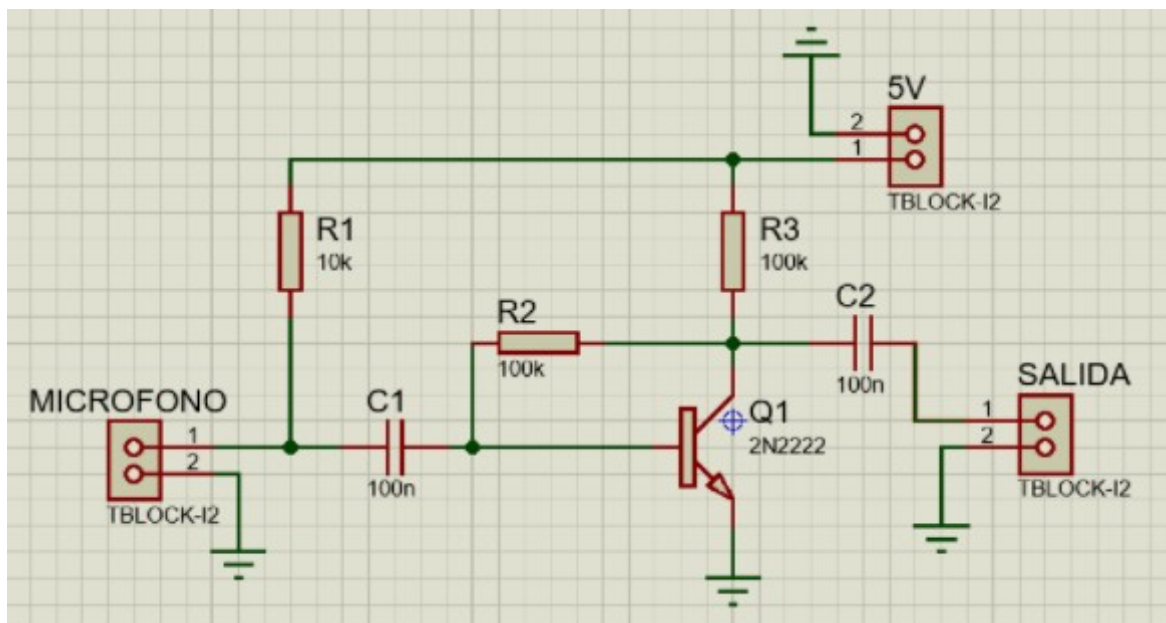 5V
2
1
TBLOCK-I2
R1
10k
R3
100k
C2
100n
R2
100k
MICROFONO
1
2
TBLOCK-I2
C1
100n
Q1
2N2222
SALIDA
1
2
TBLOCK-I2